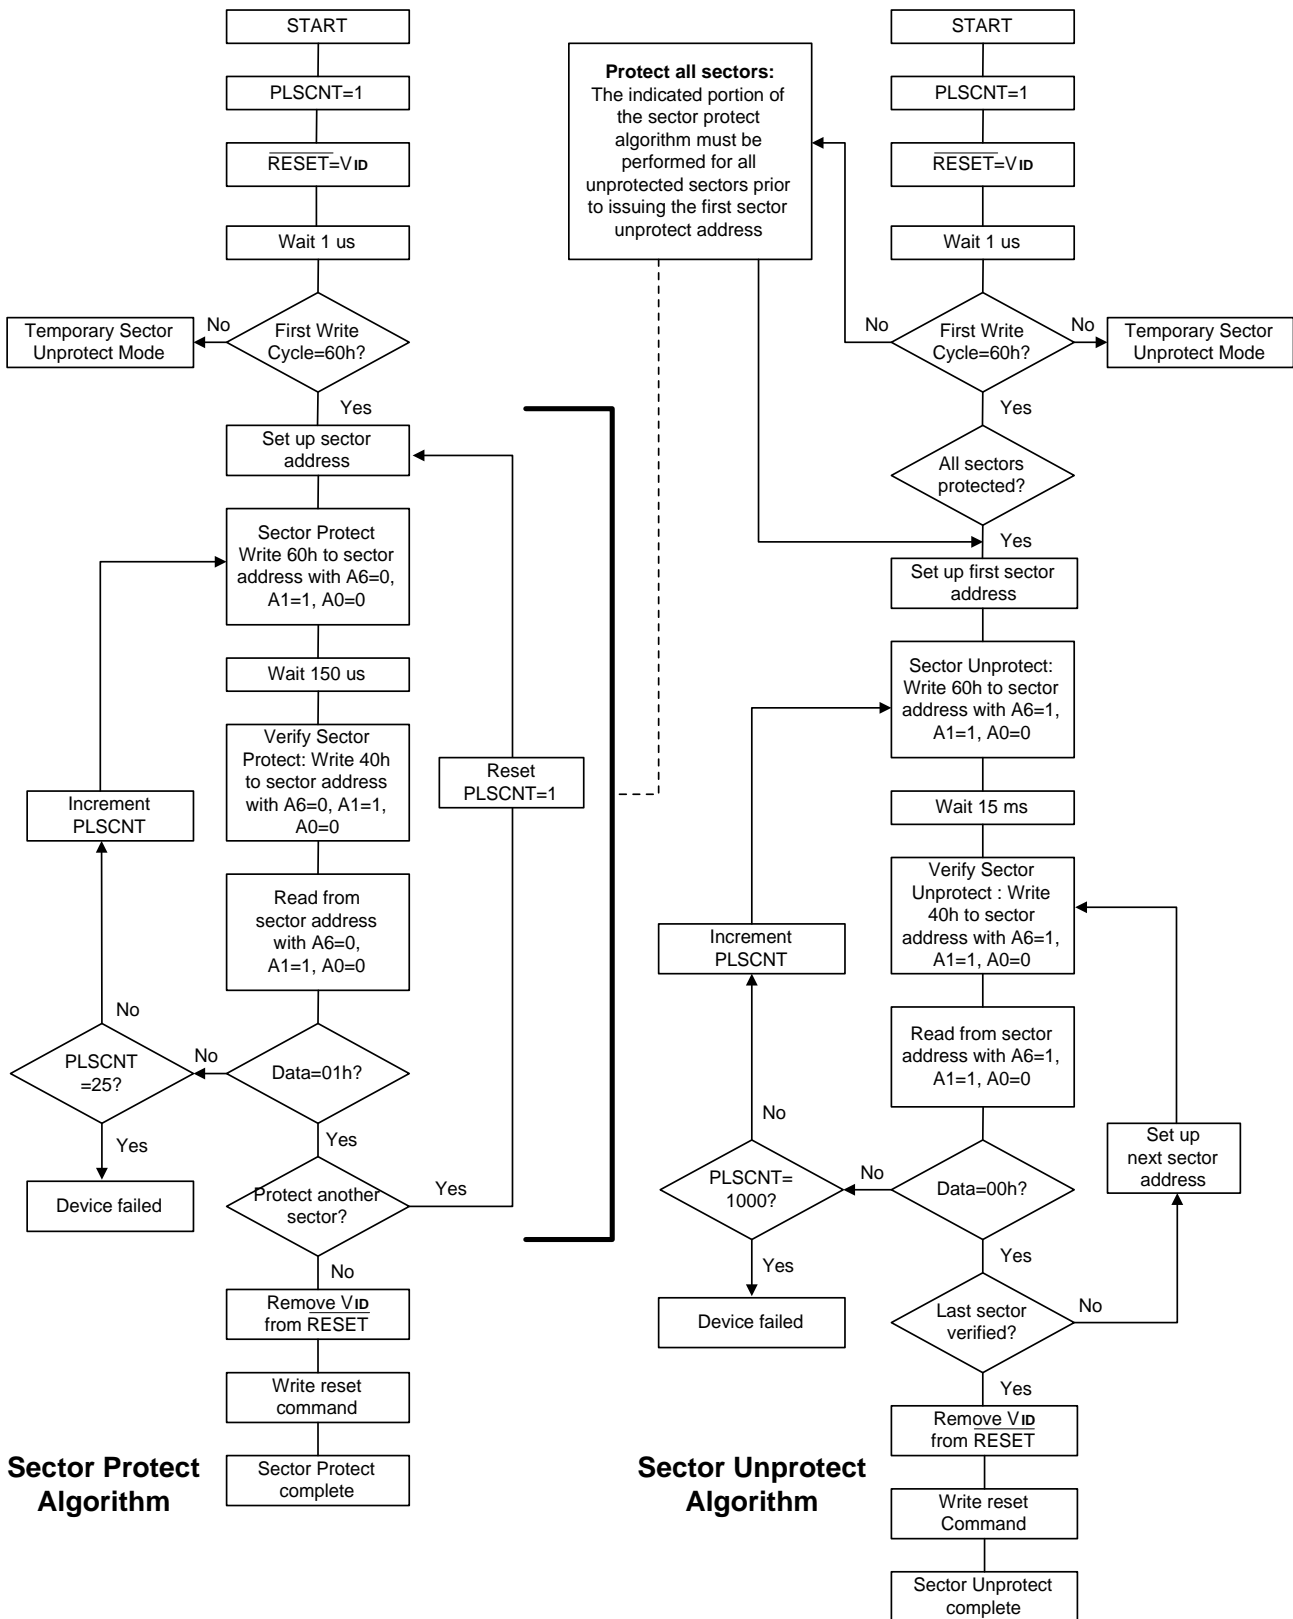 START
PLSCNT=1
RESET=VID
Wait 1 us
First Write
Cycle=60h?
No
Temporary Sector
Unprotect Mode
Yes
Set up sector
address
Sector Protect
Write 60h to sector
address with A6=0,
A1=1, A0=0
Wait 150 us
Verify Sector
Protect: Write 40h
to sector address
with A6=0, A1=1,
A0=0
Increment
PLSCNT
Reset
PLSCNT=1
Read from
sector address
with A6=0,
A1=1, A0=0
No
PLSCNT
=25?
No
Data=01h?
Yes
Yes
Device failed
Protect another
sector?
Yes
No
Remove VID
from RESET
Write reset
command
Sector Protect
complete
Sector Protect
Algorithm
Protect all sectors:
The indicated portion of
the sector protect
algorithm must be
performed for all
unprotected sectors prior
to issuing the first sector
unprotect address
START
PLSCNT=1
RESET=VID
Wait 1 us
No
First Write
Cycle=60h?
No
Temporary Sector
Unprotect Mode
Yes
All sectors
protected?
Yes
Set up first sector
address
Sector Unprotect:
Write 60h to sector
address with A6=1,
A1=1, A0=0
Wait 15 ms
Verify Sector
Unprotect : Write
40h to sector
address with A6=1,
A1=1, A0=0
Increment
PLSCNT
Read from sector
address with A6=1,
A1=1, A0=0
No
Set up
next sector
address
PLSCNT=
1000?
No
Data=00h?
Yes
Yes
Device failed
Last sector
verified?
No
Yes
Remove VID
from RESET
Write reset
Command
Sector Unprotect
complete
Sector Unprotect
Algorithm